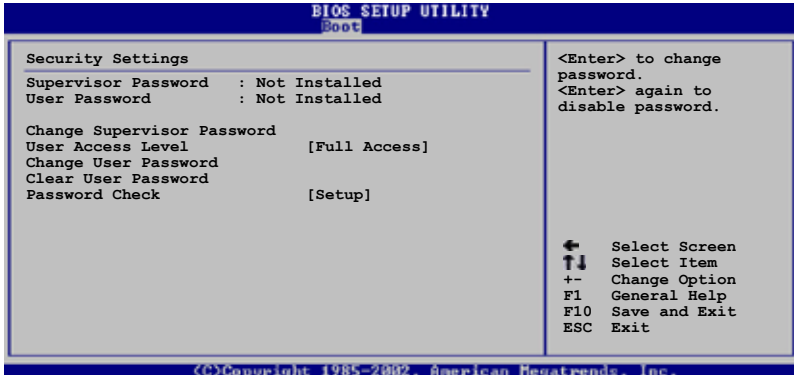 BIOS SETUP UTILITY
Boot
Security Settings
Supervisor Password : Not Installed
User Password : Not Installed
Change Supervisor Password
User Access Level [Full Access]
Change User Password
Clear User Password
Password Check [Setup]
<Enter> to change
password.
<Enter> again to
disable password.
← Select Screen
↑↓ Select Item
+- Change Option
F1 General Help
F10 Save and Exit
ESC Exit
(C)Copyright 1985-2002, American Megatrends, Inc.